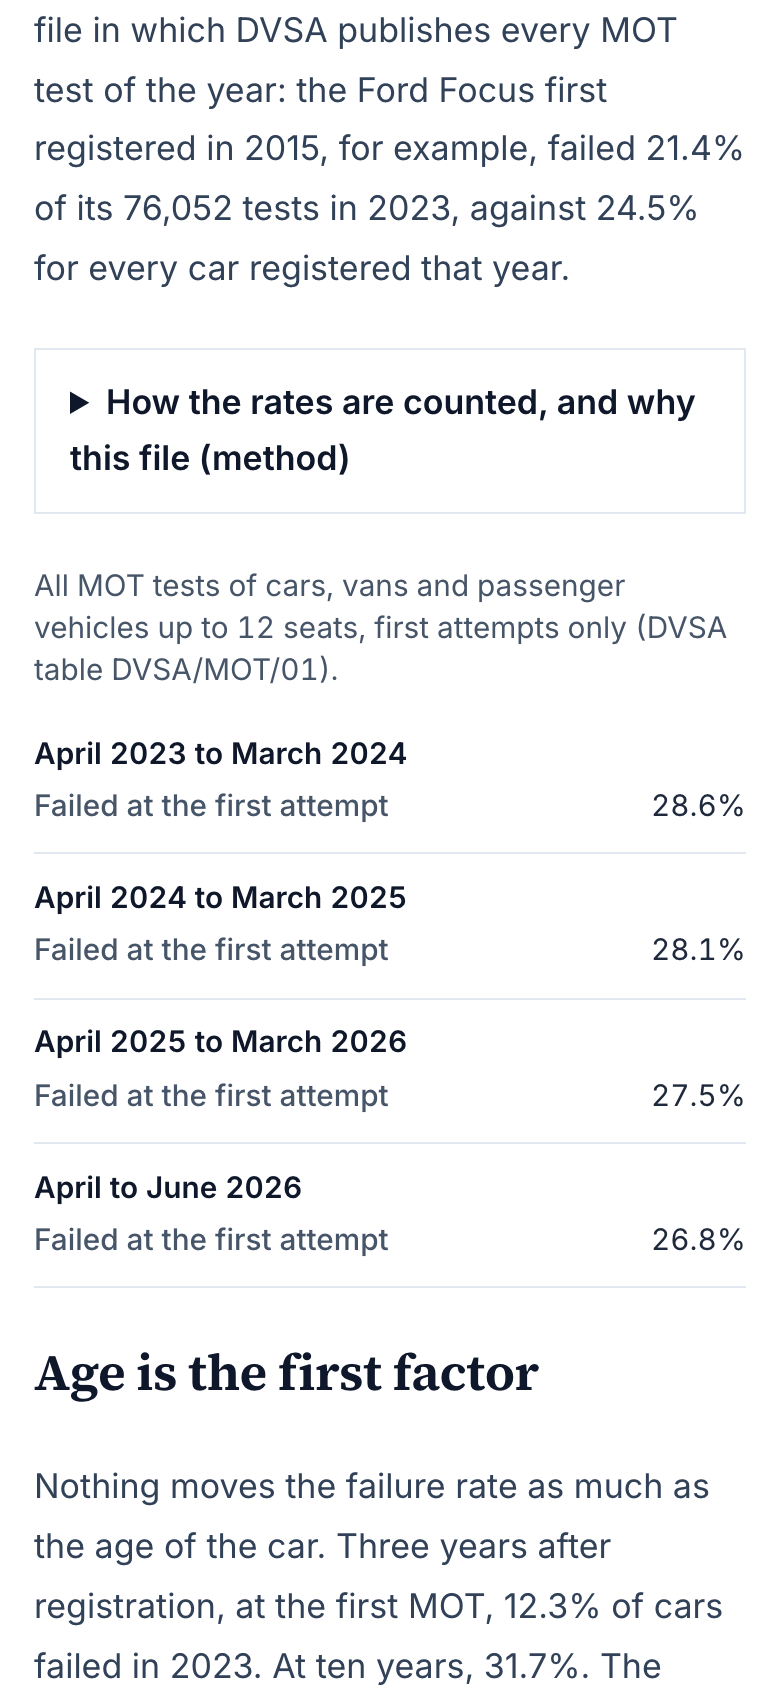 file in which DVSA publishes every MOT
test of the year: the Ford Focus first
registered in 2015, for example, failed 21.4%
of its 76,052 tests in 2023, against 24.5%
for every car registered that year.
▶ How the rates are counted, and why
this file (method)
All MOT tests of cars, vans and passenger
vehicles up to 12 seats, first attempts only (DVSA
table DVSA/MOT/01).
April 2023 to March 2024
Failed at the first attempt 28.6%
April 2024 to March 2025
Failed at the first attempt 28.1%
April 2025 to March 2026
Failed at the first attempt 27.5%
April to June 2026
Failed at the first attempt 26.8%
Age is the first factor
Nothing moves the failure rate as much as
the age of the car. Three years after
registration, at the first MOT, 12.3% of cars
failed in 2023. At ten years, 31.7%. The